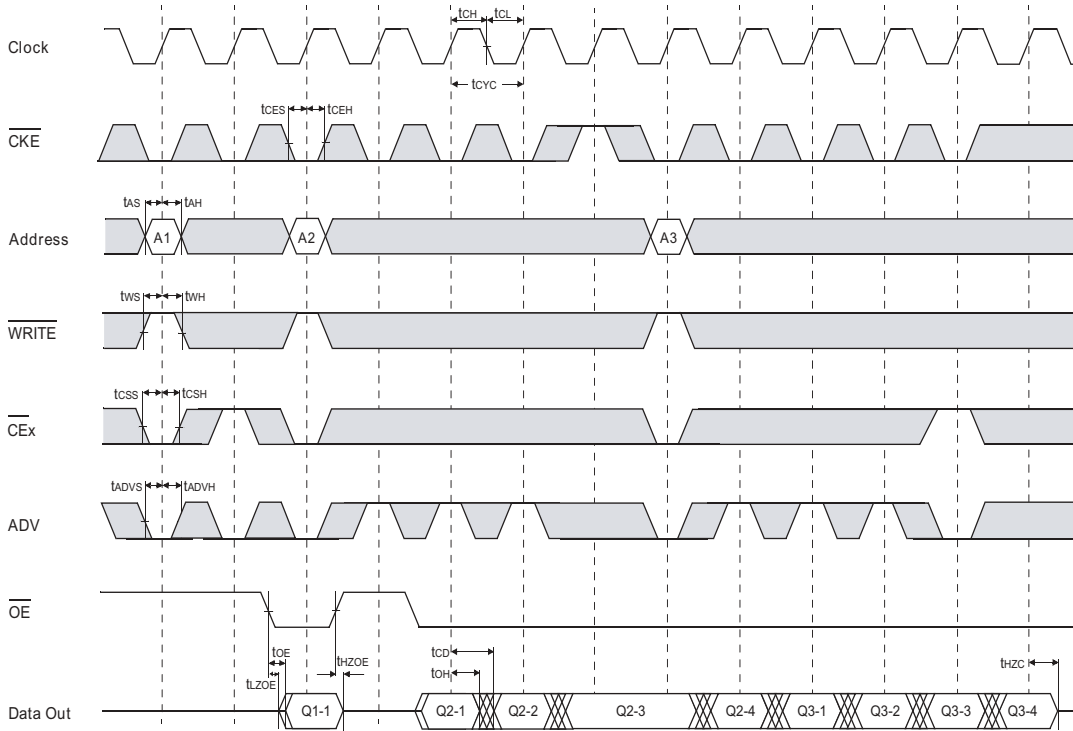 tCH tCL
Clock
tCYC
tCES tCEH
CKE
tAS tAH
Address A1 A2 A3
tWS tWH
WRITE
tCSS tCSH
CEx
tADVS tADVH
ADV
OE
tOE tHZOE tCD tHZC
tLZOE tOH
Data Out Q1-1 Q2-1 Q2-2 Q2-3 Q2-4 Q3-1 Q3-2 Q3-3 Q3-4